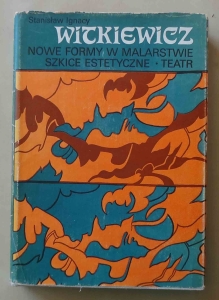 Stanisław Ignacy
WITKIEWICZ
NOWE FORMY W MALARSTWIE
SZKICE ESTETYCZNE • TEATR